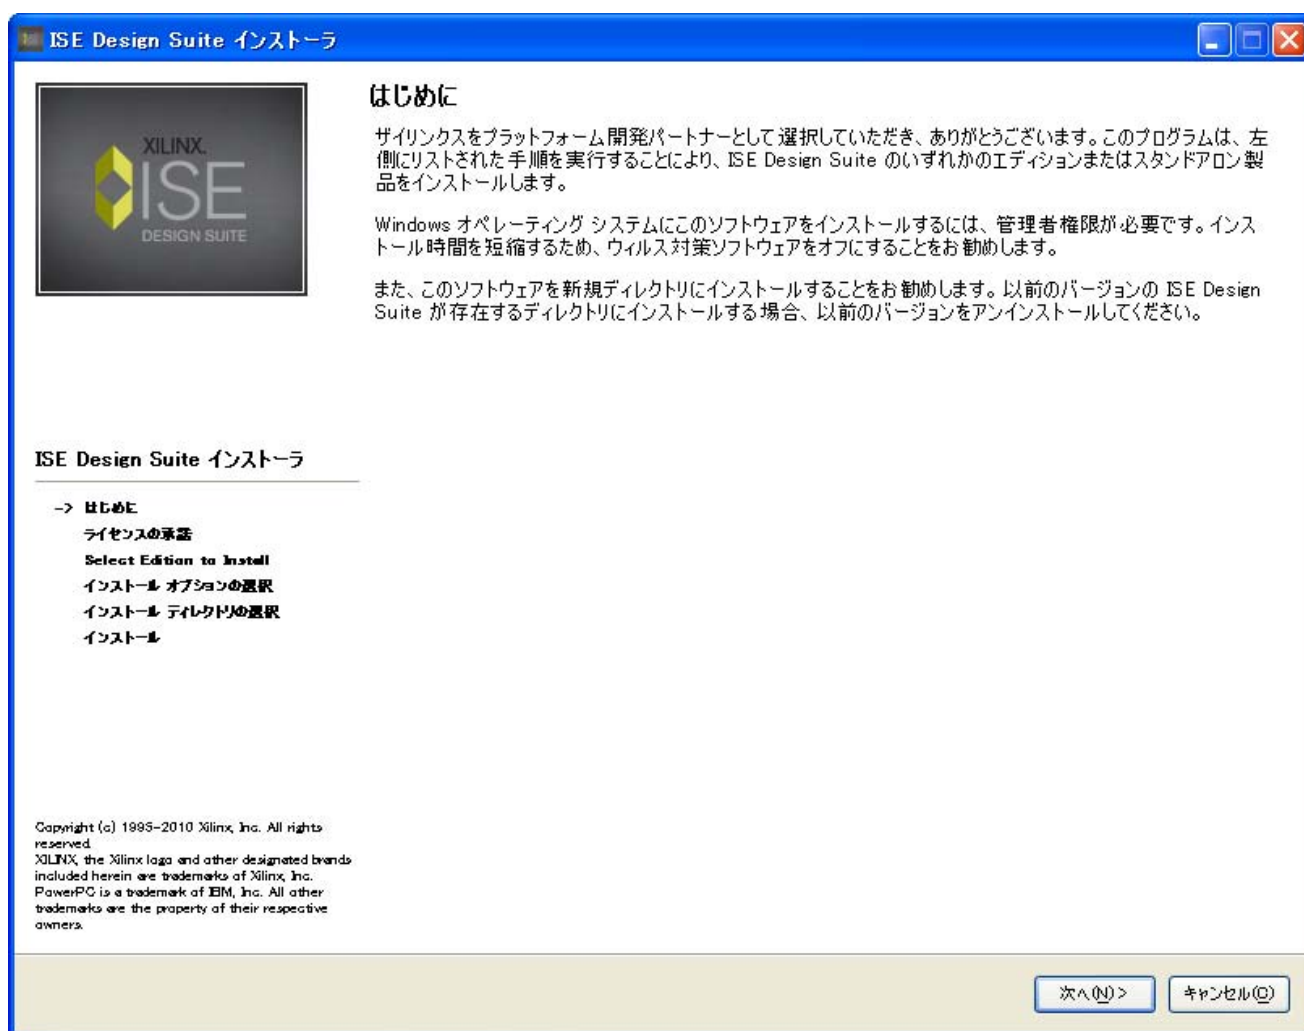 ISE Design Suite インストーラ
XILINX.
ISE
DESIGN SUITE
はじめに
ザイリンクスをプラットフォーム開発パートナーとして選択していただき、ありがとうございます。このプログラムは、左
側にリストされた手順を実行することにより、ISE Design Suite のいずれかのエディションまたはスタンドアロン製
品をインストールします。
Windows オペレーティング システムにこのソフトウェアをインストールするには、管理者権限が必要です。インス
トール時間を短縮するため、ウィルス対策ソフトウェアをオフにすることをお勧めします。
また、このソフトウェアを新規ディレクトリにインストールすることをお勧めします。以前のバージョンの ISE Design
Suite が存在するディレクトリにインストールする場合、以前のバージョンをアンインストールしてください。
ISE Design Suite インストーラ
-> はじめに
ライセンスの承諾
Select Edition to Install
インストール オプションの選択
インストール ディレクトリの選択
インストール
Copyright (c) 1995-2010 Xilinx, Inc. All rights
reserved.
XILINX, the Xilinx logo and other designated brands
included herein are trademarks of Xilinx, Inc.
PowerPC is a trademark of IBM, Inc. All other
trademarks are the property of their respective
owners.
次へ(N) >
キャンセル(C)